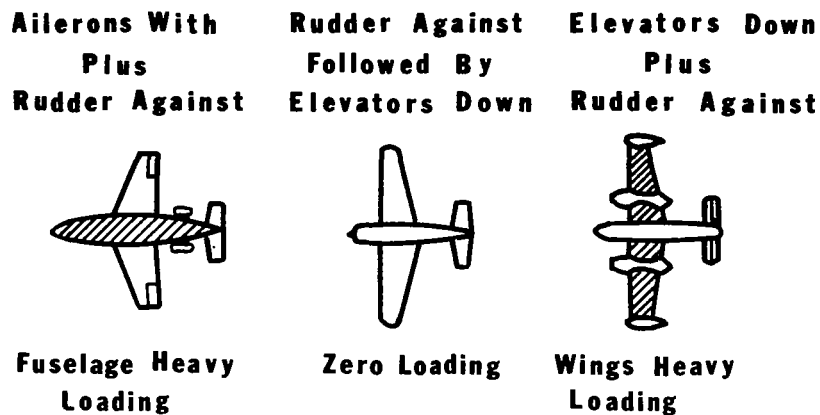 Ailerons With
Plus
Rudder Against
Rudder Against
Followed By
Elevators Down
Elevators Down
Plus
Rudder Against
Fuselage Heavy
Loading
Zero Loading
Wings Heavy
Loading